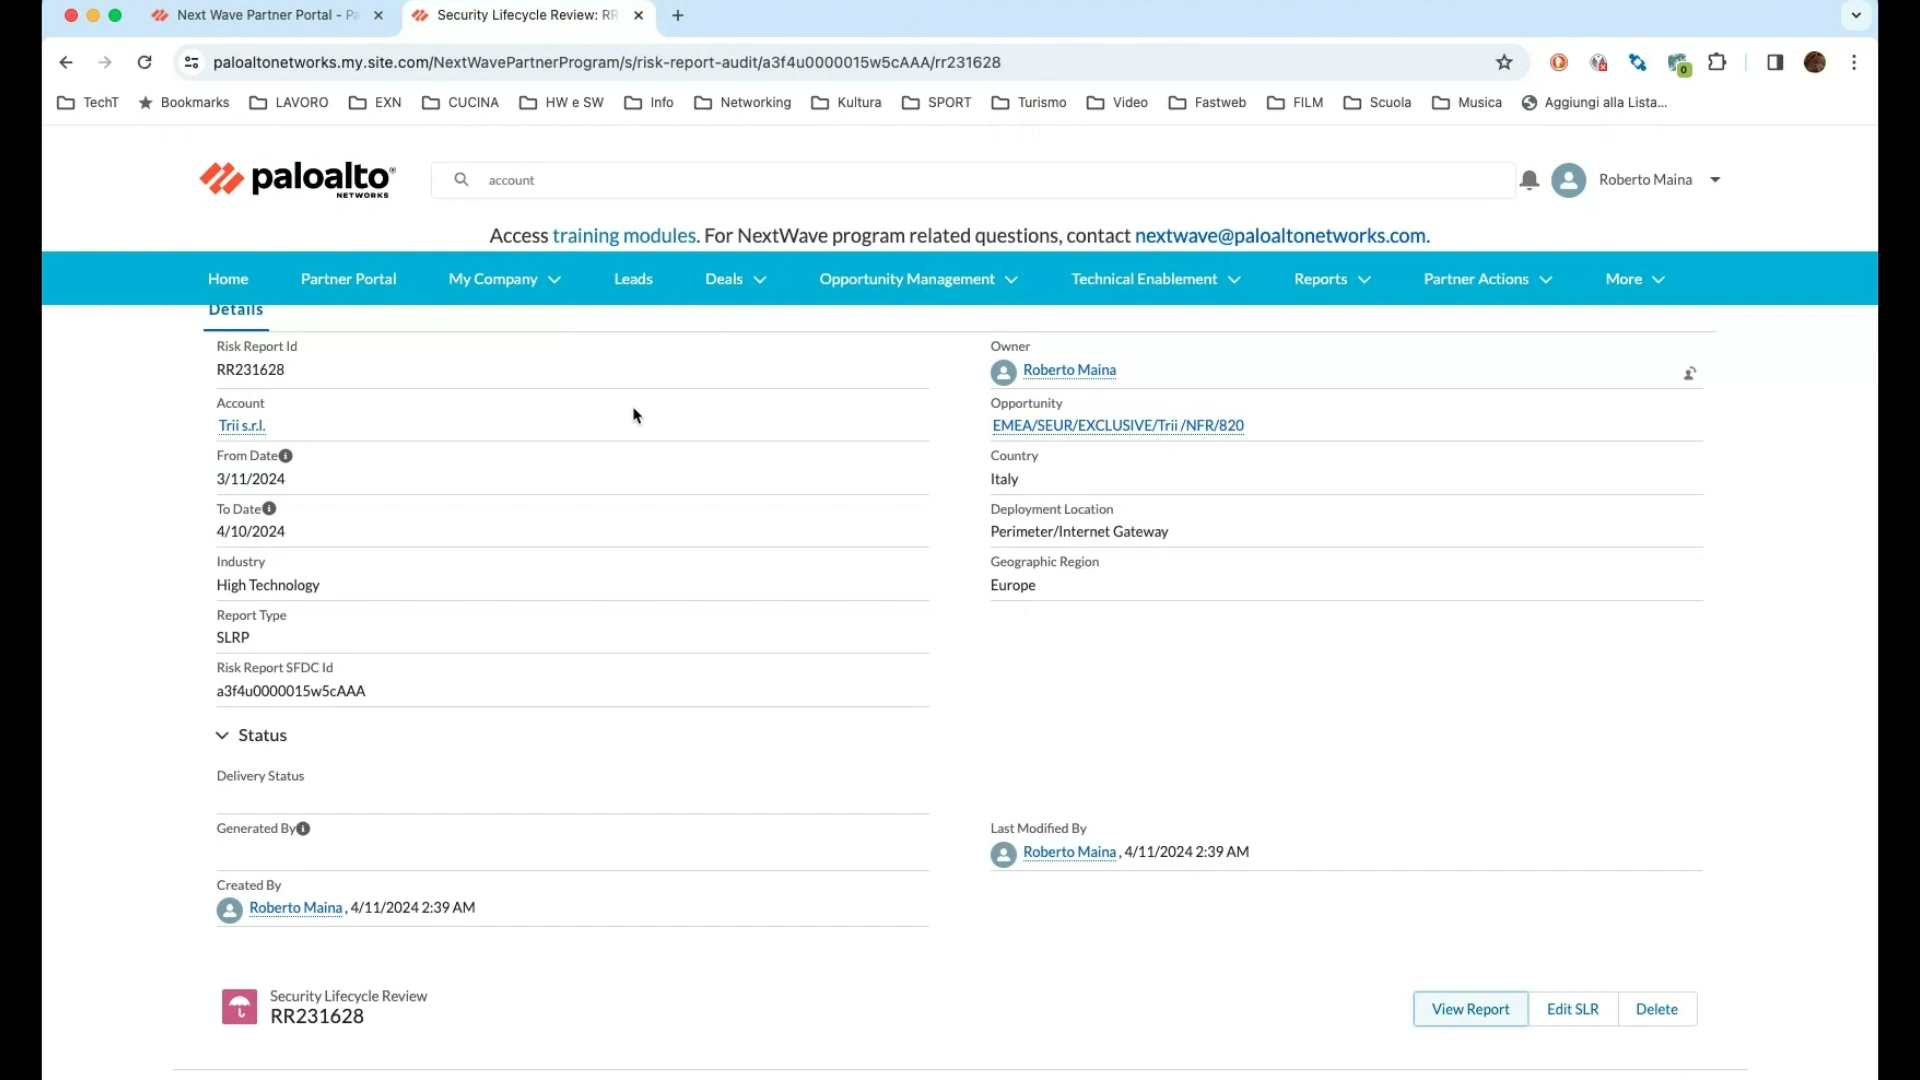 Next Wave Partner Portal - Pa
Security Lifecycle Review: RR
paloaltonetworks.my.site.com/NextWavePartnerProgram/s/risk-report-audit/a3f4u0000015w5cAAA/rr231628
0
TechT Bookmarks LAVORO EXN CUCINA HW e SW Info Networking Kultura SPORT Turismo Video Fastweb FILM Scuola Musica Aggiungi alla Lista...
paloalto®
NETWORKS
account
Roberto Maina
Access training modules. For NextWave program related questions, contact nextwave@paloaltonetworks.com.
Home Partner Portal My Company Leads Deals Opportunity Management Technical Enablement Reports Partner Actions More
Details
Risk Report Id
RR231628
Owner
Roberto Maina
Account
Trii s.r.l.
Opportunity
EMEA/SEUR/EXCLUSIVE/Trii /NFR/820
From Date
3/11/2024
Country
Italy
To Date
4/10/2024
Deployment Location
Perimeter/Internet Gateway
Industry
High Technology
Geographic Region
Europe
Report Type
SLRP
Risk Report SFDC Id
a3f4u0000015w5cAAA
Status
Delivery Status
Generated By
Last Modified By
Roberto Maina, 4/11/2024 2:39 AM
Created By
Roberto Maina, 4/11/2024 2:39 AM
Security Lifecycle Review
RR231628
View Report Edit SLR Delete